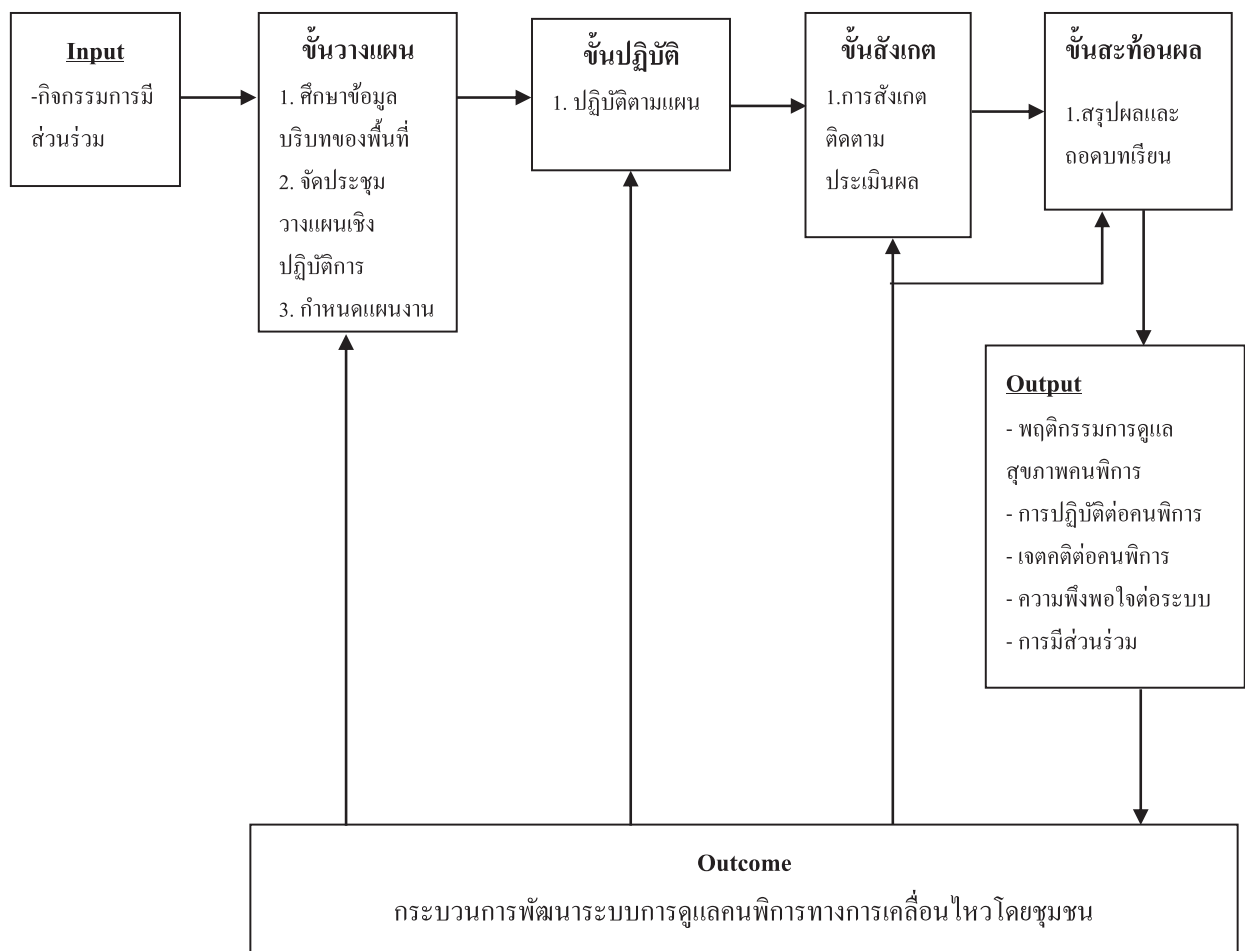 Input
-กิจกรรมการมี
ส่วนร่วม
ขั้นวางแผน
1. ศึกษาข้อมูล
บริบทของพื้นที่
2. จัดประชุม
วางแผนเชิง
ปฏิบัติการ
3. กำหนดแผนงาน
ขั้นปฏิบัติ
1. ปฏิบัติตามแผน
ขั้นสังเกต
1.การสังเกต
ติดตาม
ประเมินผล
ขั้นสะท้อนผล
1.สรุปผลและ
ถอดบทเรียน
Output
- พฤติกรรมการดูแล
สุขภาพคนพิการ
- การปฏิบัติต่อคนพิการ
- เจตคติต่อคนพิการ
- ความพึงพอใจต่อระบบ
- การมีส่วนร่วม
Outcome
กระบวนการพัฒนาระบบการดูแลคนพิการทางการเคลื่อนไหวโดยชุมชน